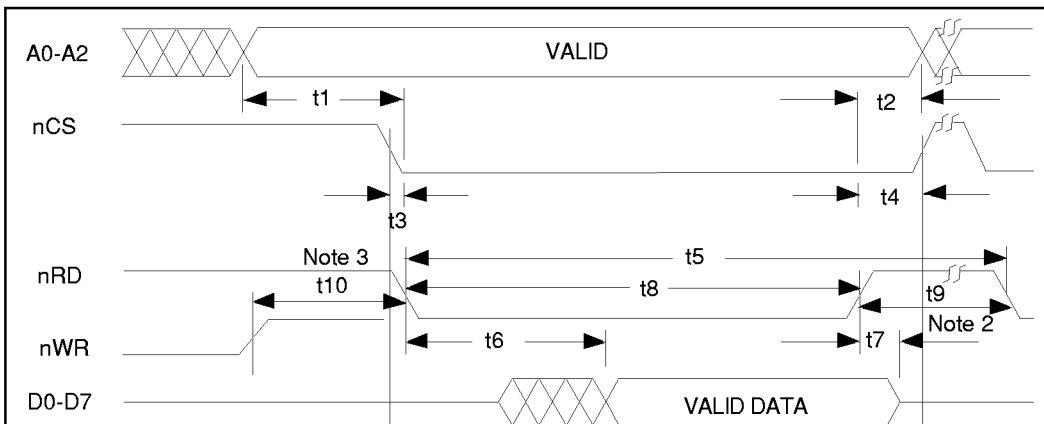 A0-A2
VALID
t1
t2
nCS
t3
t4
Note 3
t5
nRD
t10
t8
t9
nWR
t6
t7
Note 2
D0-D7
VALID DATA